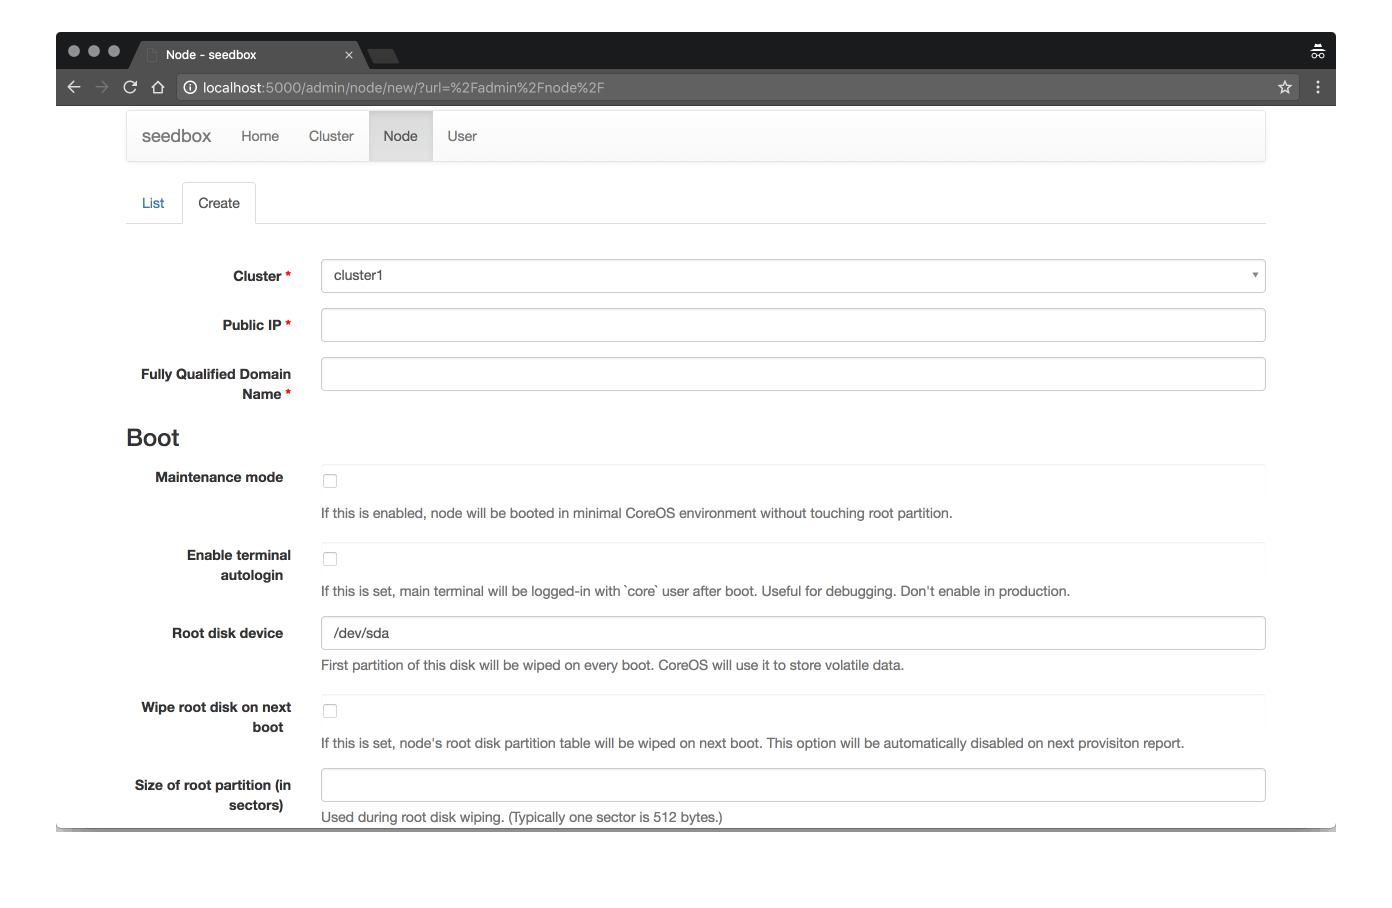 Node - seedbox
localhost:5000/admin/node/new/?url=%2Fadmin%2Fnode%2F
seedbox Home Cluster Node User
List Create
Cluster * cluster1
Public IP *
Fully Qualified Domain
Name *
Boot
Maintenance mode
If this is enabled, node will be booted in minimal CoreOS environment without touching root partition.
Enable terminal
autologin
If this is set, main terminal will be logged-in with `core` user after boot. Useful for debugging. Don't enable in production.
Root disk device /dev/sda
First partition of this disk will be wiped on every boot. CoreOS will use it to store volatile data.
Wipe root disk on next
boot
If this is set, node's root disk partition table will be wiped on next boot. This option will be automatically disabled on next provisiton report.
Size of root partition (in
sectors)
Used during root disk wiping. (Typically one sector is 512 bytes.)